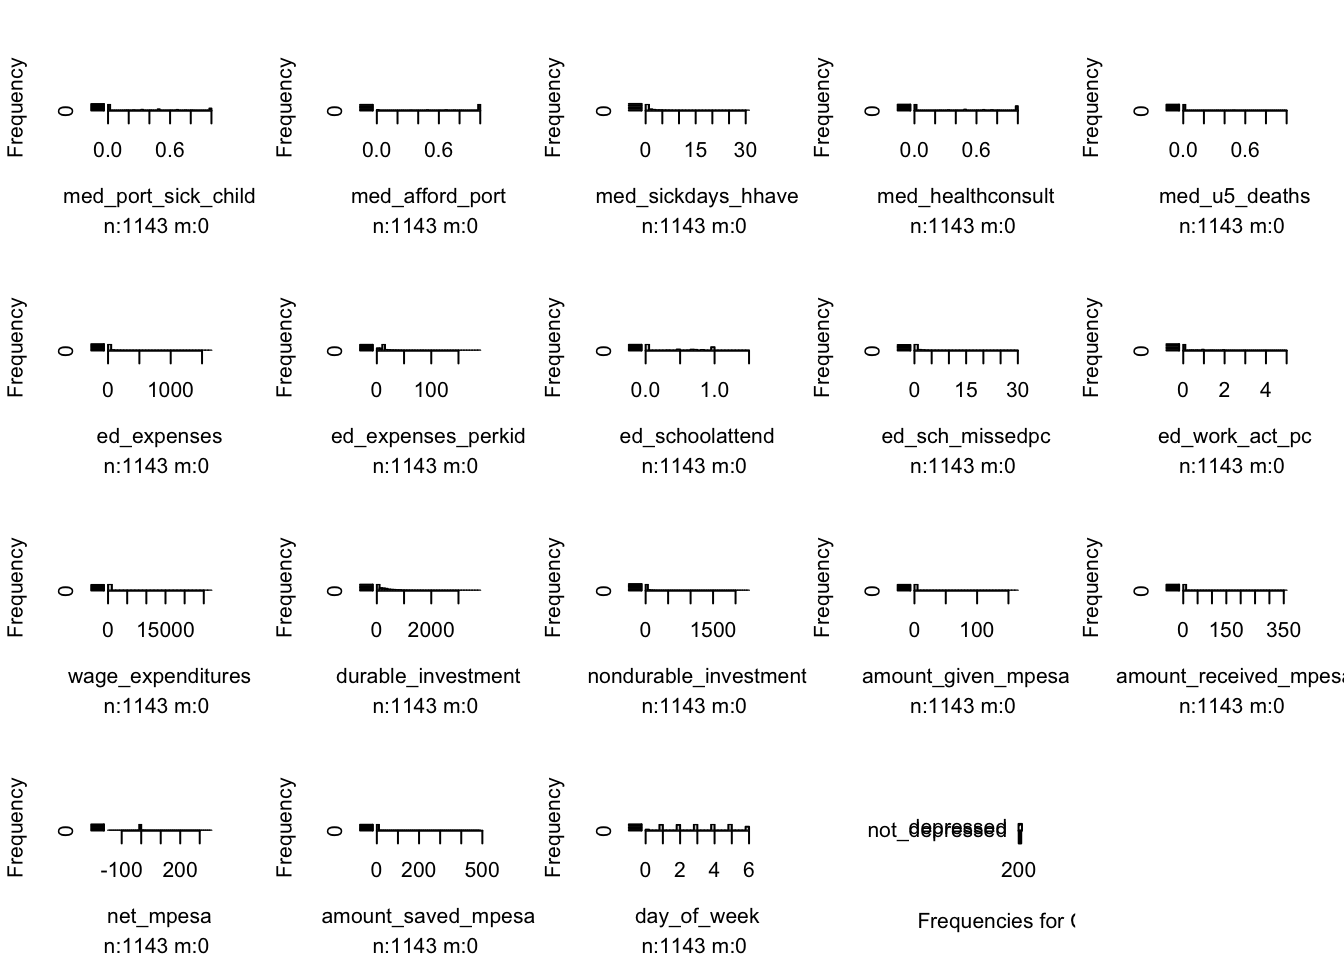 Frequency 0 0.0 0.6 med_port_sick_child n:1143 m:0
Frequency 0 0.0 0.6 med_afford_port n:1143 m:0
Frequency 0 0 15 30 med_sickdays_hhave n:1143 m:0
Frequency 0 0.0 0.6 med_healthconsult n:1143 m:0
Frequency 0 0.0 0.6 med_u5_deaths n:1143 m:0
Frequency 0 0 1000 ed_expenses n:1143 m:0
Frequency 0 0 100 ed_expenses_perkid n:1143 m:0
Frequency 0 0.0 1.0 ed_schoolattend n:1143 m:0
Frequency 0 0 15 30 ed_sch_missedpc n:1143 m:0
Frequency 0 0 2 4 ed_work_act_pc n:1143 m:0
Frequency 0 0 15000 wage_expenditures n:1143 m:0
Frequency 0 0 2000 durable_investment n:1143 m:0
Frequency 0 0 1500 nondurable_investment n:1143 m:0
Frequency 0 0 100 amount_given_mpesa n:1143 m:0
Frequency 0 0 150 350 amount_received_mpesa n:1143 m:0
Frequency 0 -100 200 net_mpesa n:1143 m:0
Frequency 0 0 200 500 amount_saved_mpesa n:1143 m:0
Frequency 0 0 2 4 6 day_of_week n:1143 m:0
depressed
not_depressed
200
Frequencies for